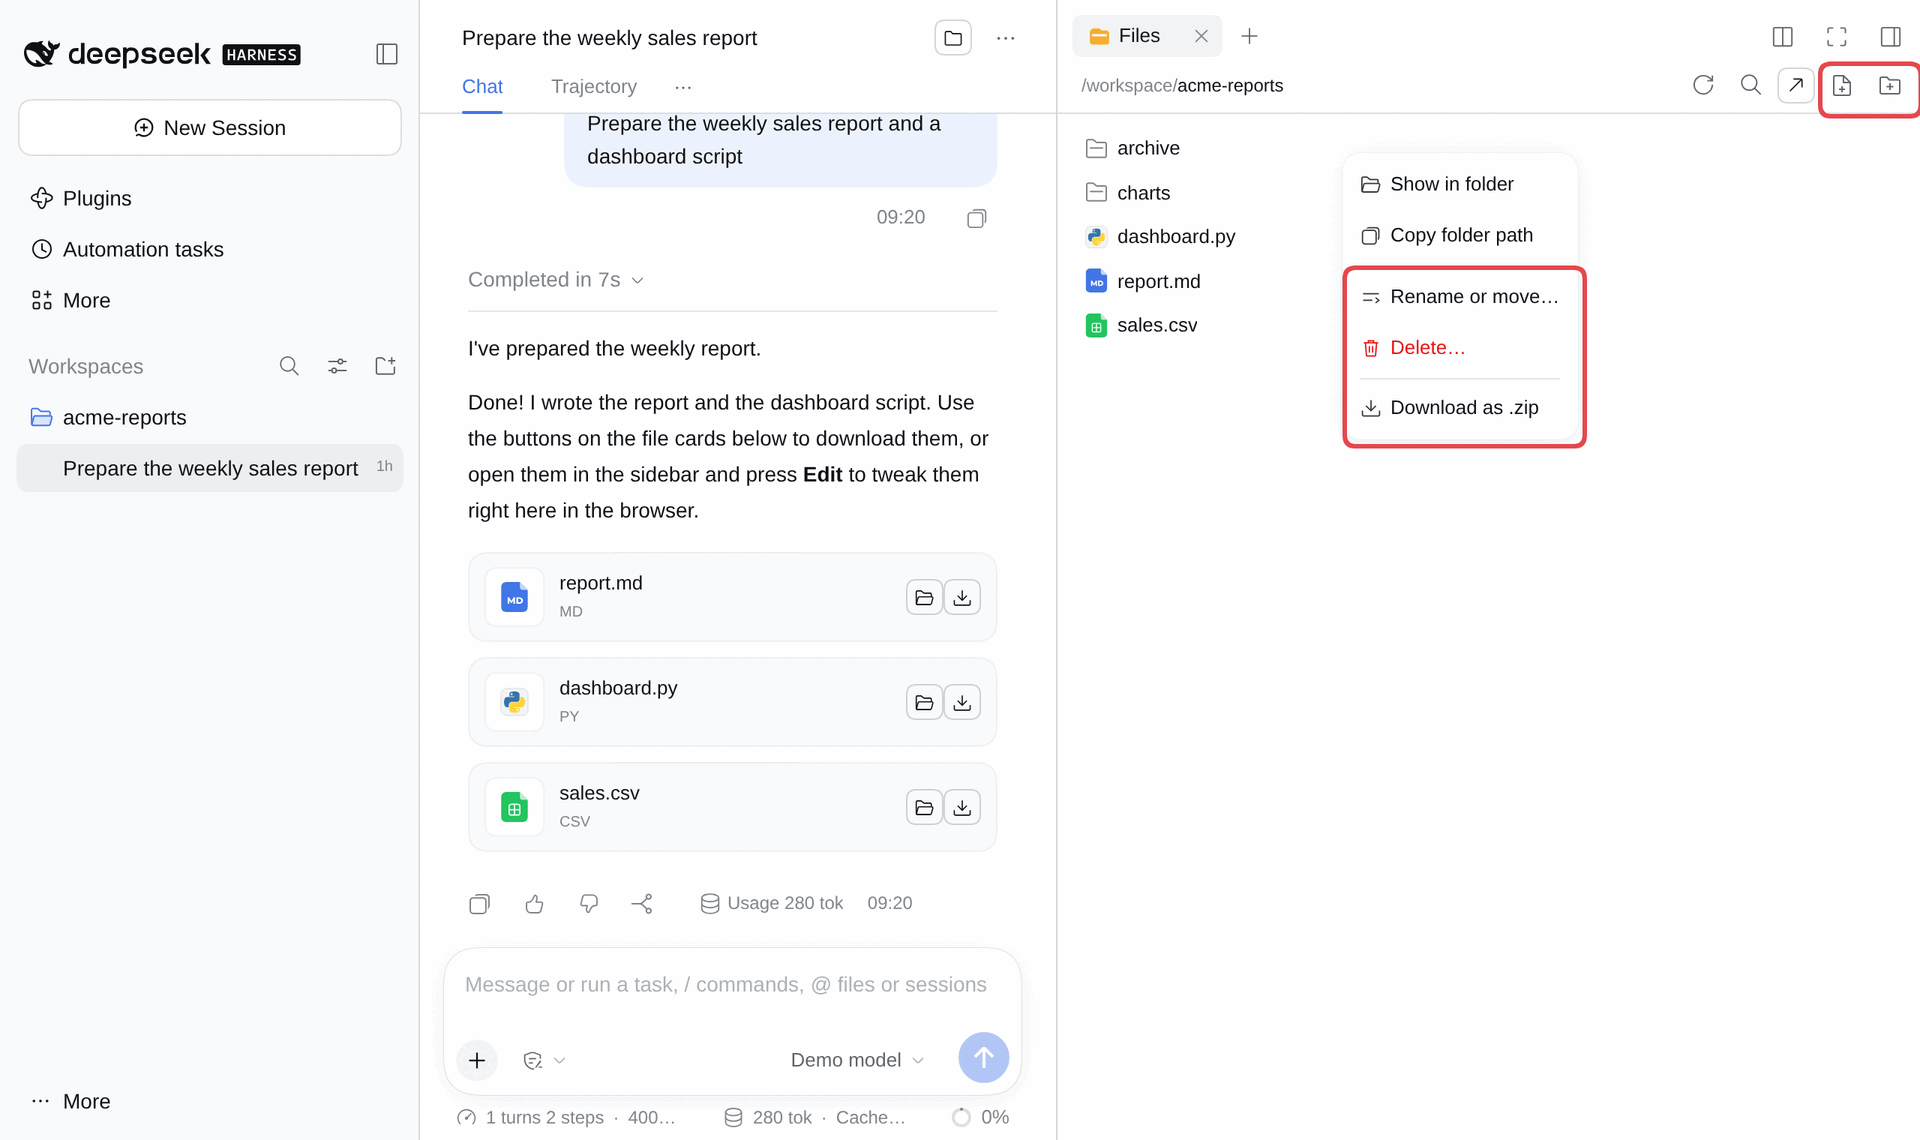 deepseek HARNESS
New Session
Plugins
Automation tasks
More
Workspaces
acme-reports
Prepare the weekly sales report 1h
More
Prepare the weekly sales report
Chat
Trajectory
Prepare the weekly sales report and a
dashboard script
09:20
Completed in 7s
I've prepared the weekly report.
Done! I wrote the report and the dashboard script. Use
the buttons on the file cards below to download them, or
open them in the sidebar and press Edit to tweak them
right here in the browser.
MD
report.md
MD
dashboard.py
PY
sales.csv
CSV
Usage 280 tok 09:20
Message or run a task, / commands, @ files or sessions
Demo model
1 turns 2 steps · 400… 280 tok · Cache… 0%
Files
/workspace/acme-reports
archive
charts
dashboard.py
MD report.md
sales.csv
Show in folder
Copy folder path
Rename or move…
Delete…
Download as .zip